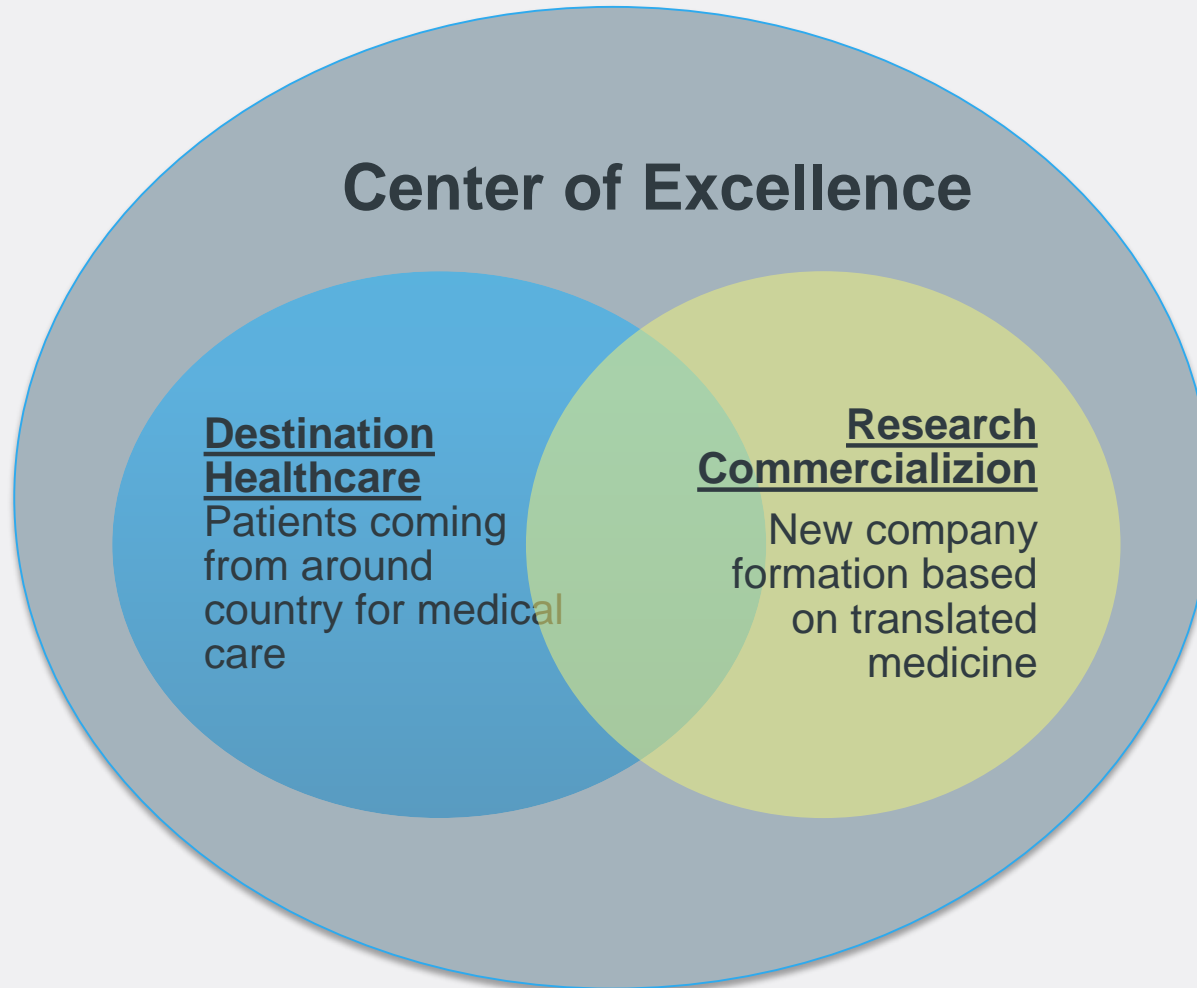 Center of Excellence
Destination
Healthcare
Patients coming
from around
country for medical
care
Research
Commercializion
New company
formation based
on translated
medicine